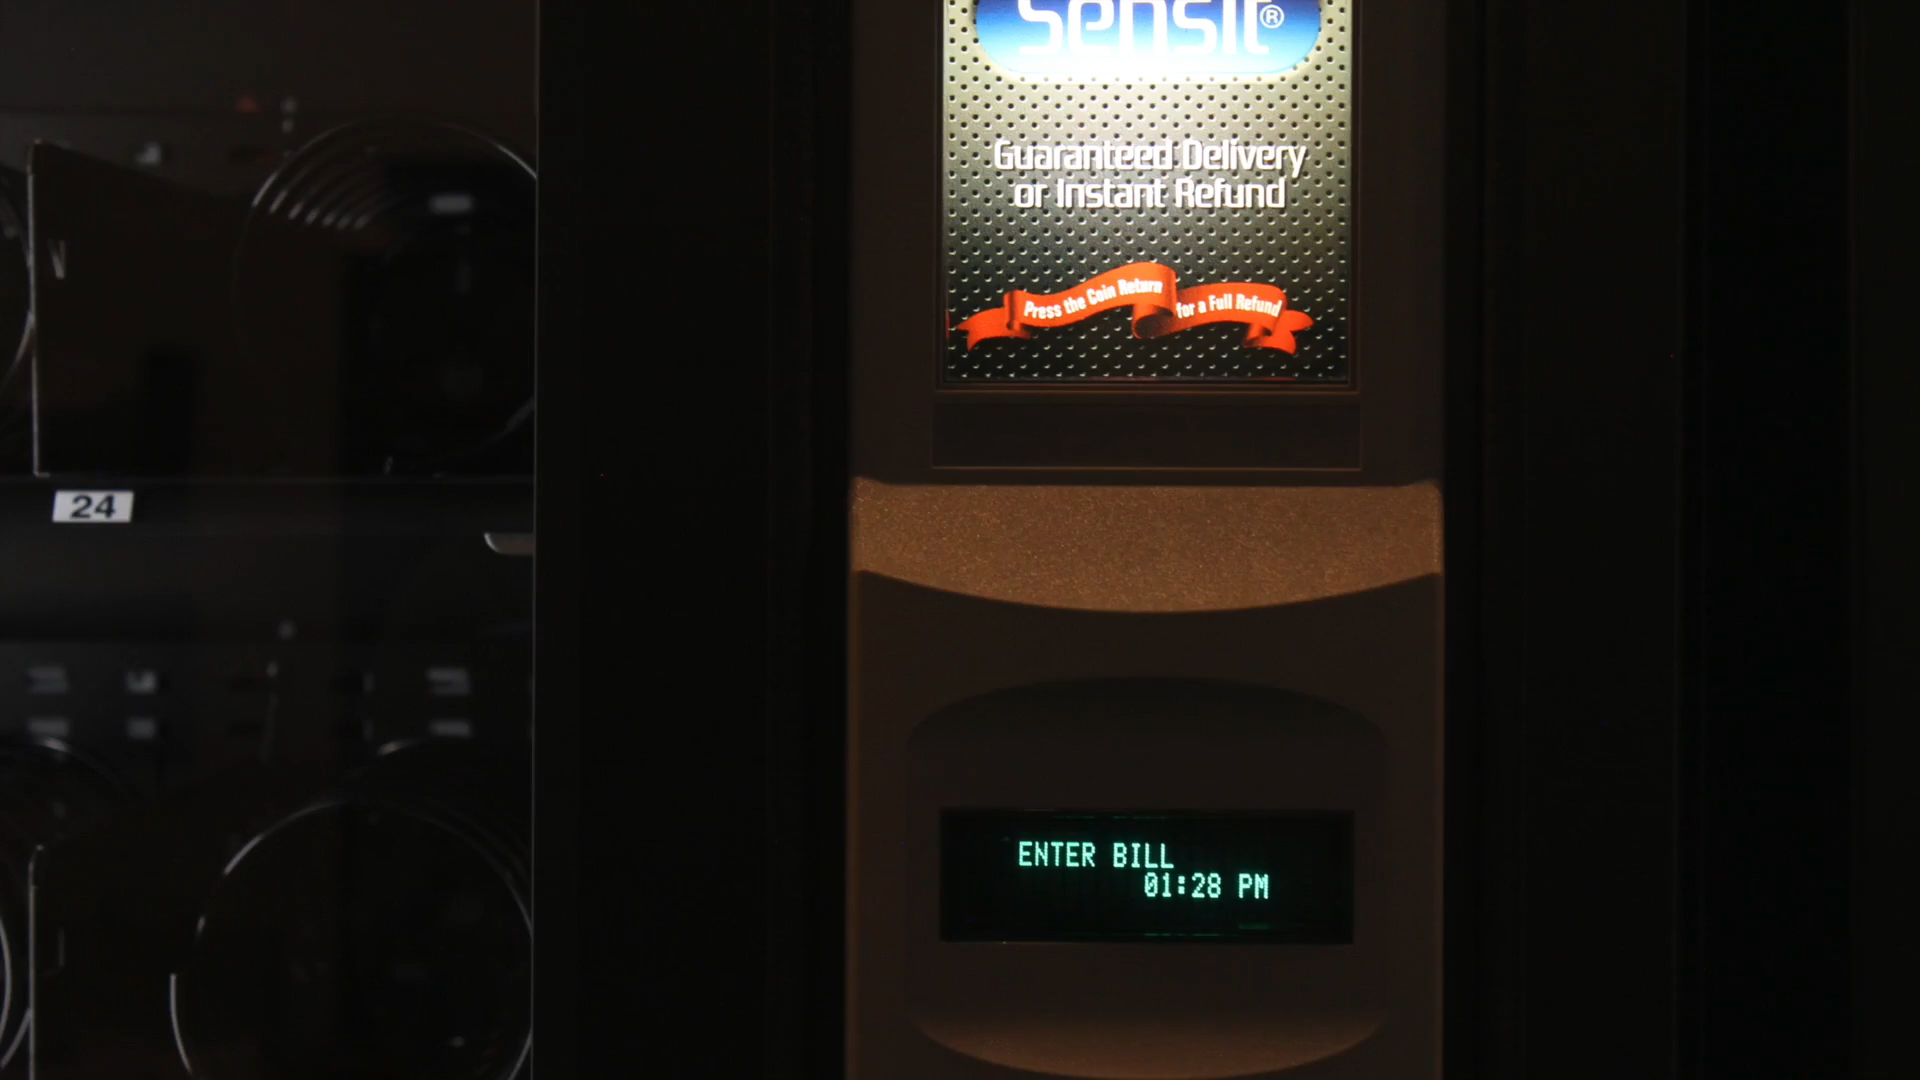 Sensit®
Guaranteed Delivery
or Instant Refund
Press the Coin Return for a Full Refund
24
ENTER BILL
01:28 PM